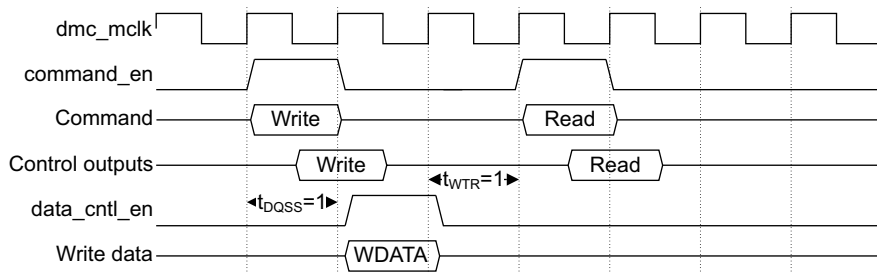 dmc_mclk
command_en
Command Write Read
Control outputs Write Read
tWTR=1
data_cntl_en tDQSS=1
Write data WDATA